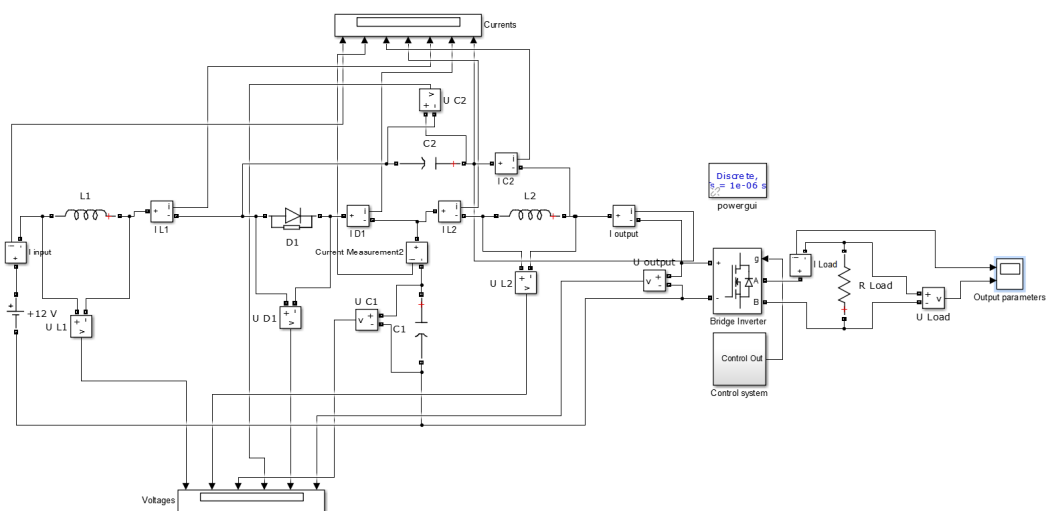 Currents
U C2
C2
I C2
L1
I L1
D1
I D1
I L2
L2
I output
I input
Current Measurement2
+12 V
U L1
U D1
U C1
C1
U L2
U output
Discrete,
s = 1e-06 s
powergui
g
A
B
Bridge Inverter
I Load
R Load
U Load
Output parameters
Control Out
Control system
Voltages